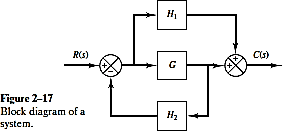 H₁
R(s)
+
−
G
+
+
C(s)
H₂
Figure 2–17
Block diagram of a
system.